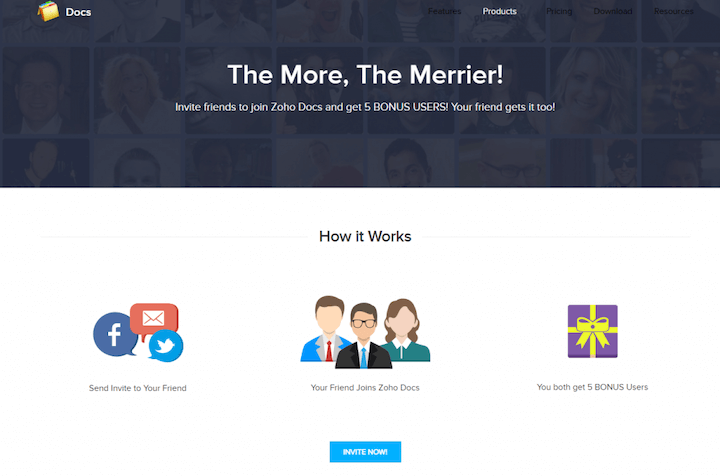 Docs
Features Products Pricing Download Resources
The More, The Merrier!
Invite friends to join Zoho Docs and get 5 BONUS USERS! Your friend gets it too!
How it Works
Send Invite to Your Friend
Your Friend Joins Zoho Docs
You both get 5 BONUS Users
INVITE NOW!